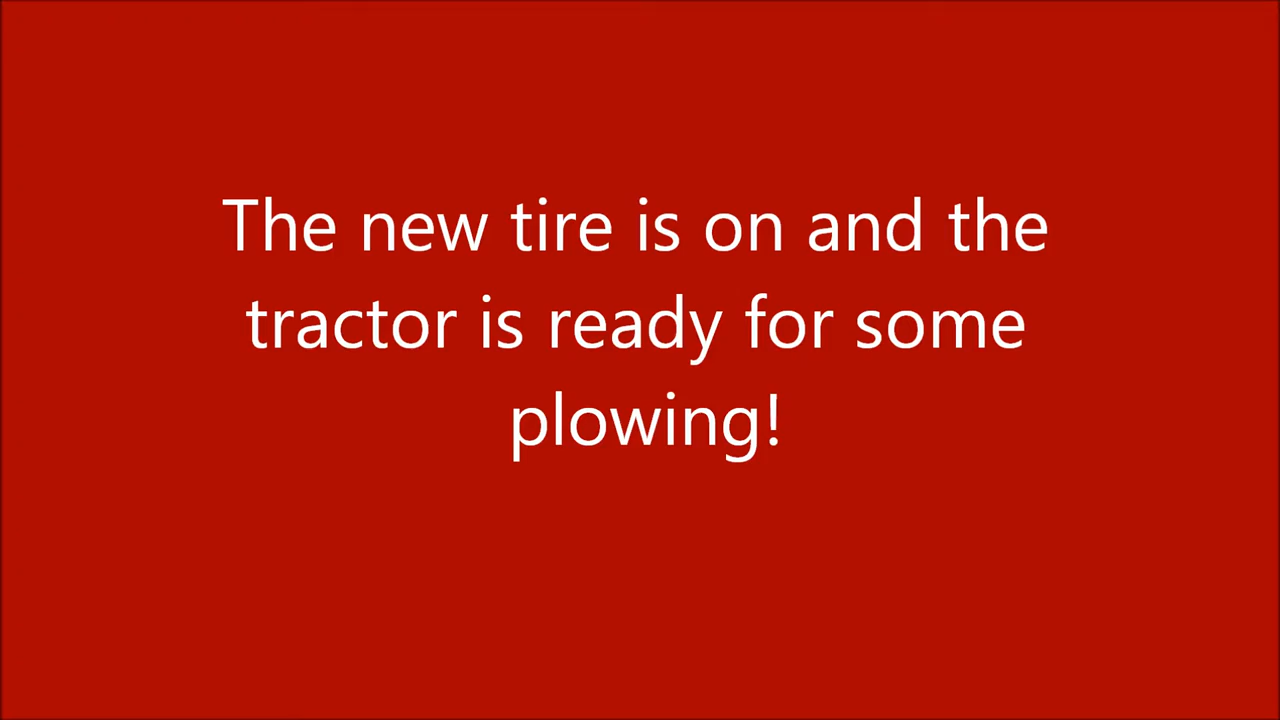 The new tire is on and the
tractor is ready for some
plowing!